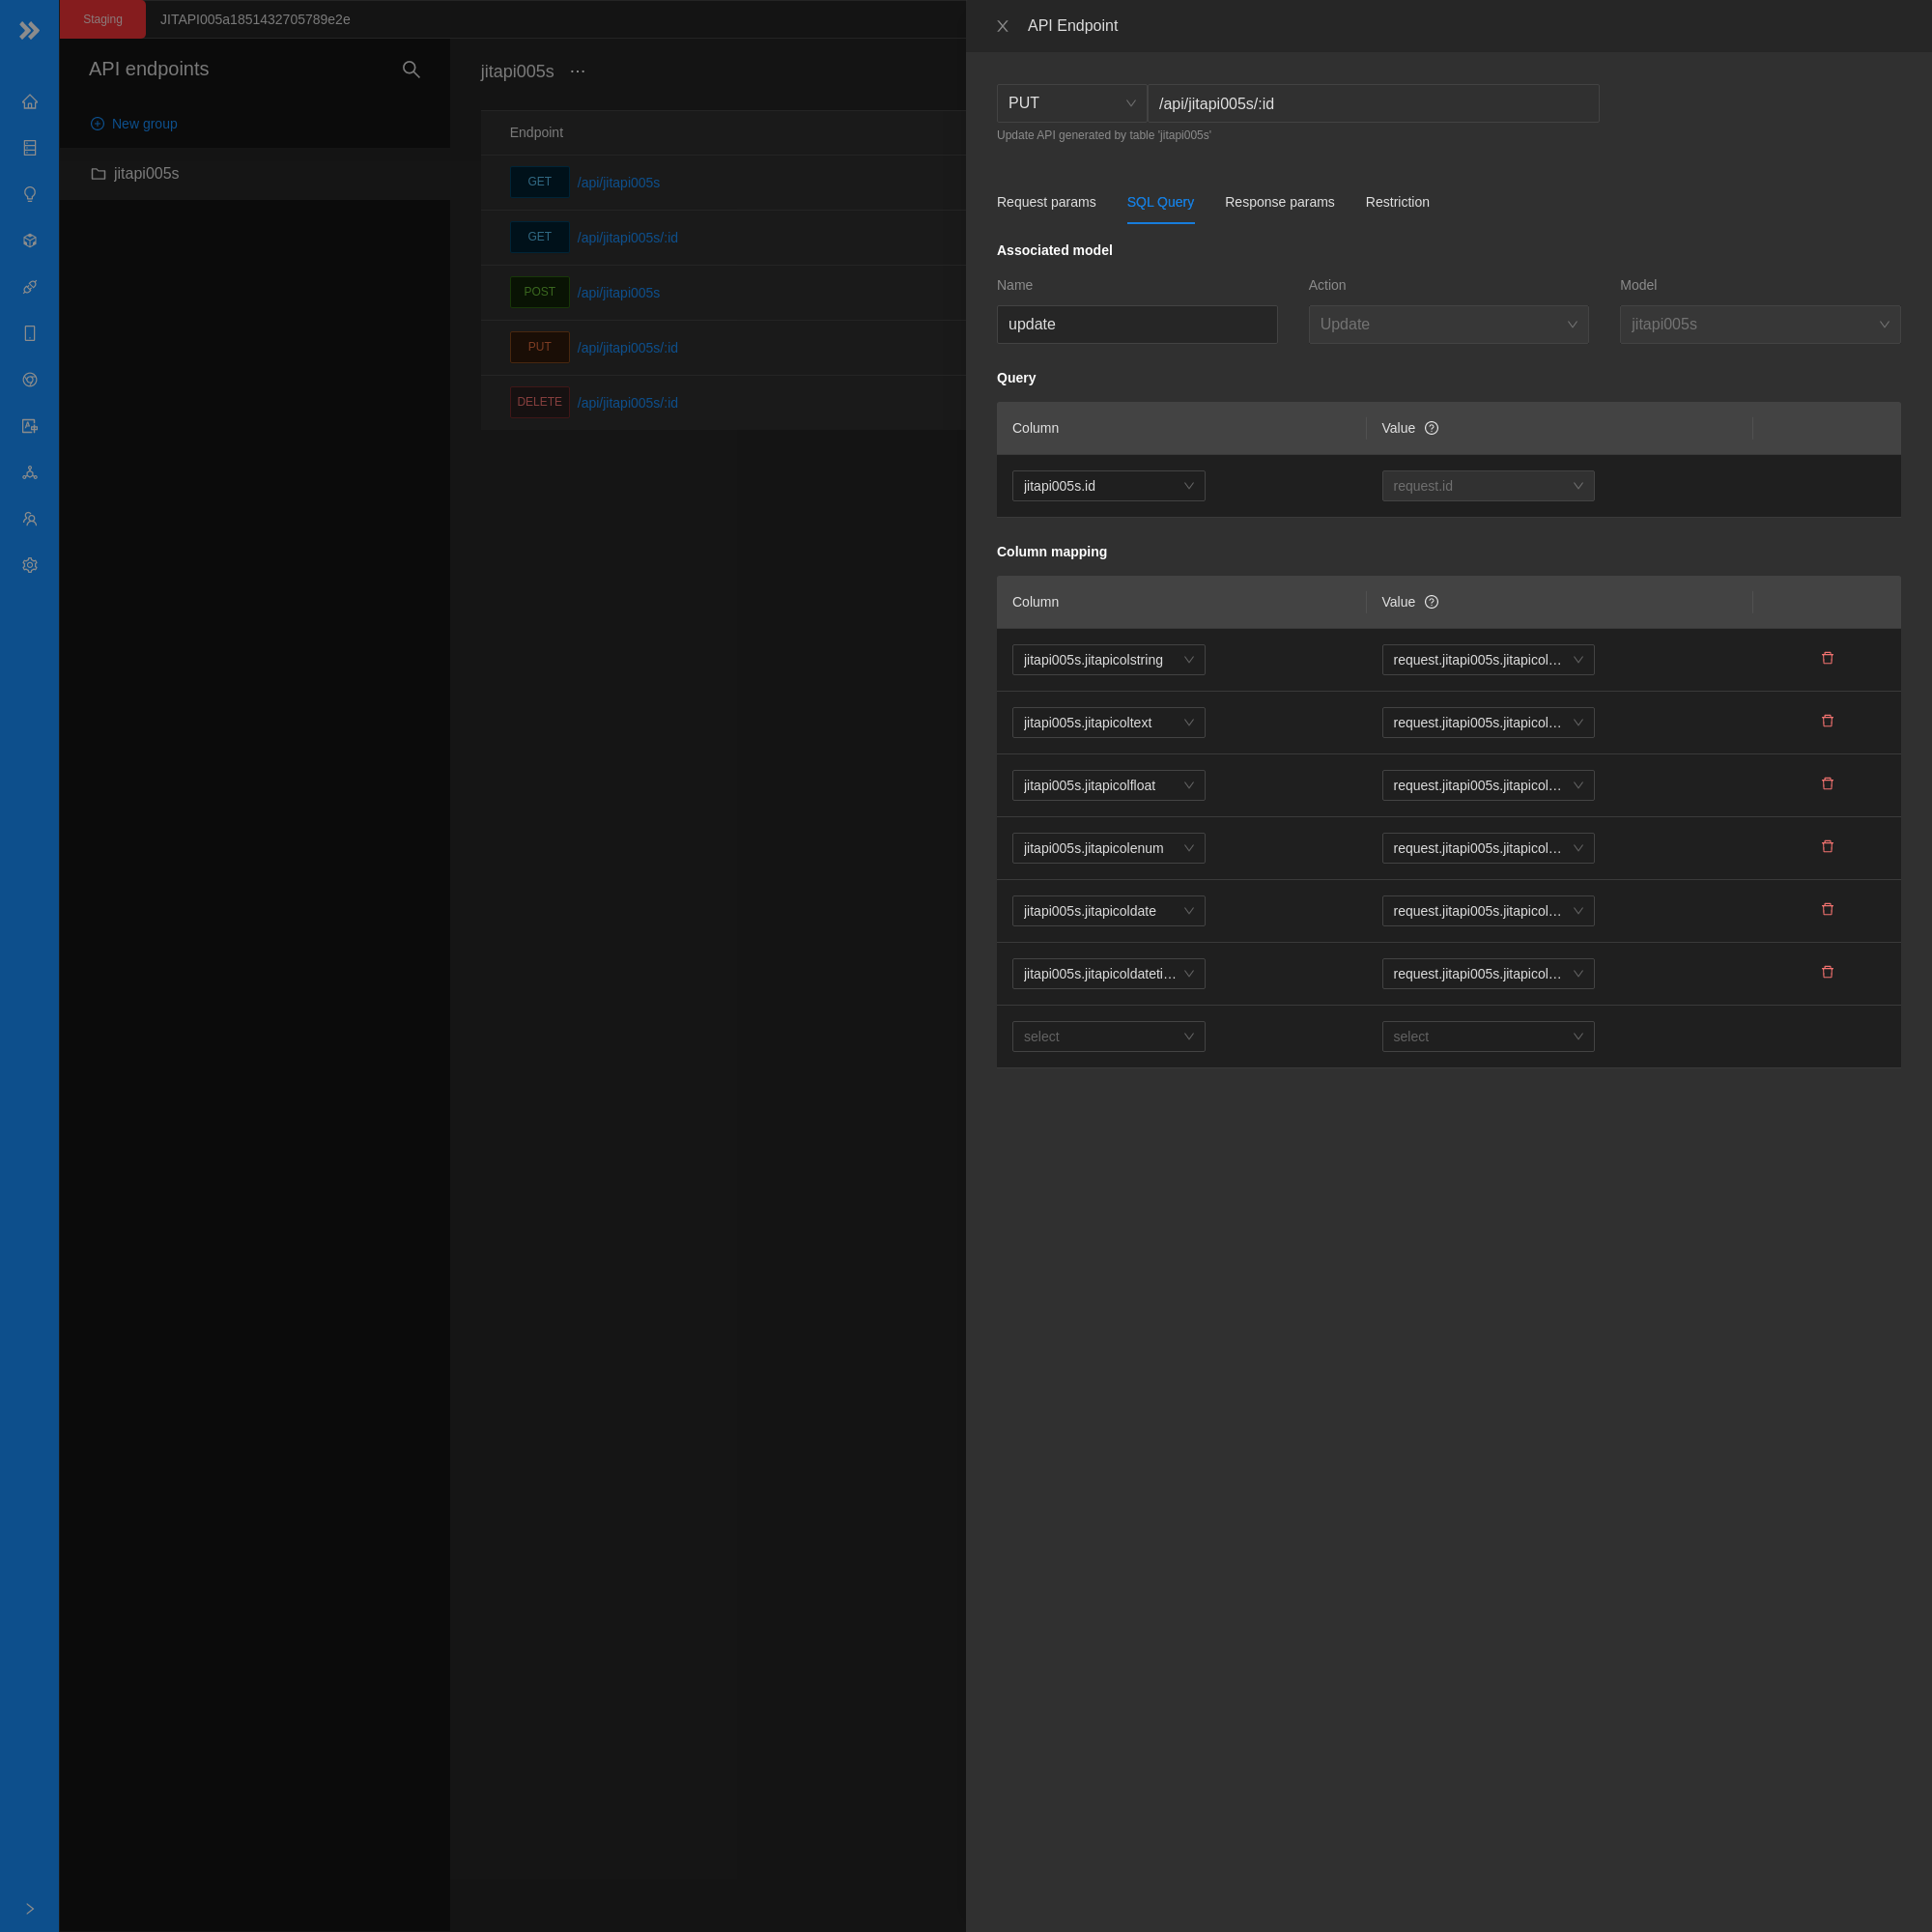 Staging
JITAPI005a1851432705789e2e
API endpoints
New group
jitapi005s
jitapi005s ···
Endpoint
GET /api/jitapi005s
GET /api/jitapi005s/:id
POST /api/jitapi005s
PUT /api/jitapi005s/:id
DELETE /api/jitapi005s/:id
API Endpoint
PUT /api/jitapi005s/:id
Update API generated by table 'jitapi005s'
Request params SQL Query Response params Restriction
Associated model
Name Action Model
update Update jitapi005s
Query
Column Value
jitapi005s.id request.id
Column mapping
Column Value
jitapi005s.jitapicolstring request.jitapi005s.jitapicol…
jitapi005s.jitapicoltext request.jitapi005s.jitapicol…
jitapi005s.jitapicolfloat request.jitapi005s.jitapicol…
jitapi005s.jitapicolenum request.jitapi005s.jitapicol…
jitapi005s.jitapicoldate request.jitapi005s.jitapicol…
jitapi005s.jitapicoldateti… request.jitapi005s.jitapicol…
select select